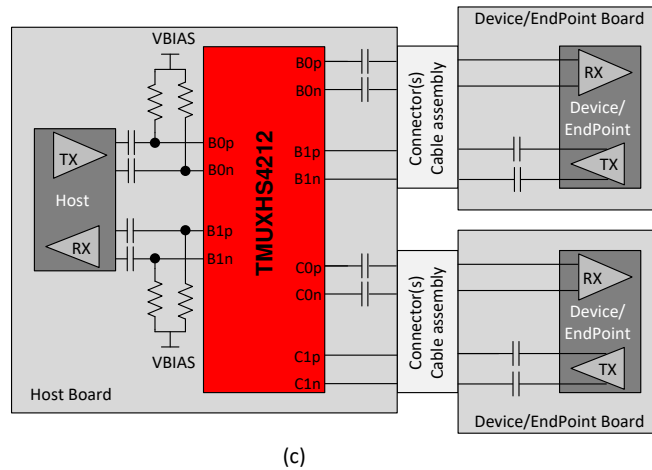 Device/EndPoint Board
VBIAS
TMUXHS4212
B0p
B0n
B1p
B1n
C0p
C0n
C1p
C1n
Connector(s)
Cable assembly
RX
Device/
EndPoint
TX
TX
Host
RX
B0p
B0n
B1p
B1n
VBIAS
Host Board
Connector(s)
Cable assembly
RX
Device/
EndPoint
TX
Device/EndPoint Board
(c)